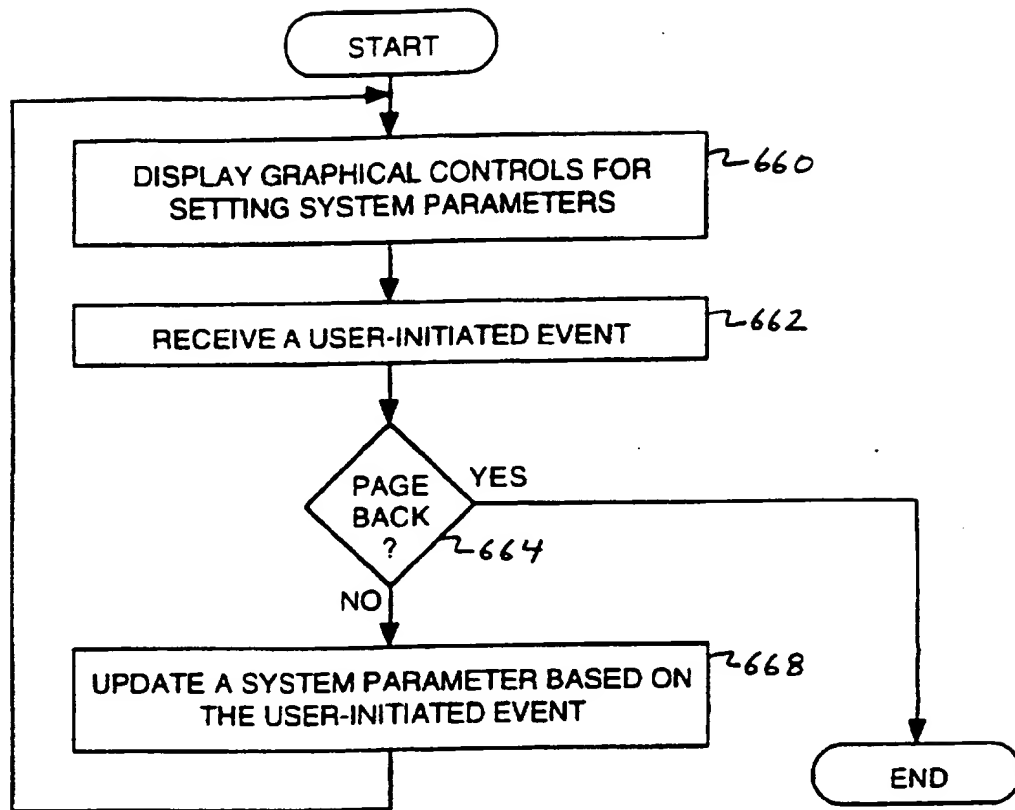 START
DISPLAY GRAPHICAL CONTROLS FOR
SETTING SYSTEM PARAMETERS
660
RECEIVE A USER-INITIATED EVENT
662
PAGE
BACK
?
YES
664
NO
UPDATE A SYSTEM PARAMETER BASED ON
THE USER-INITIATED EVENT
668
END